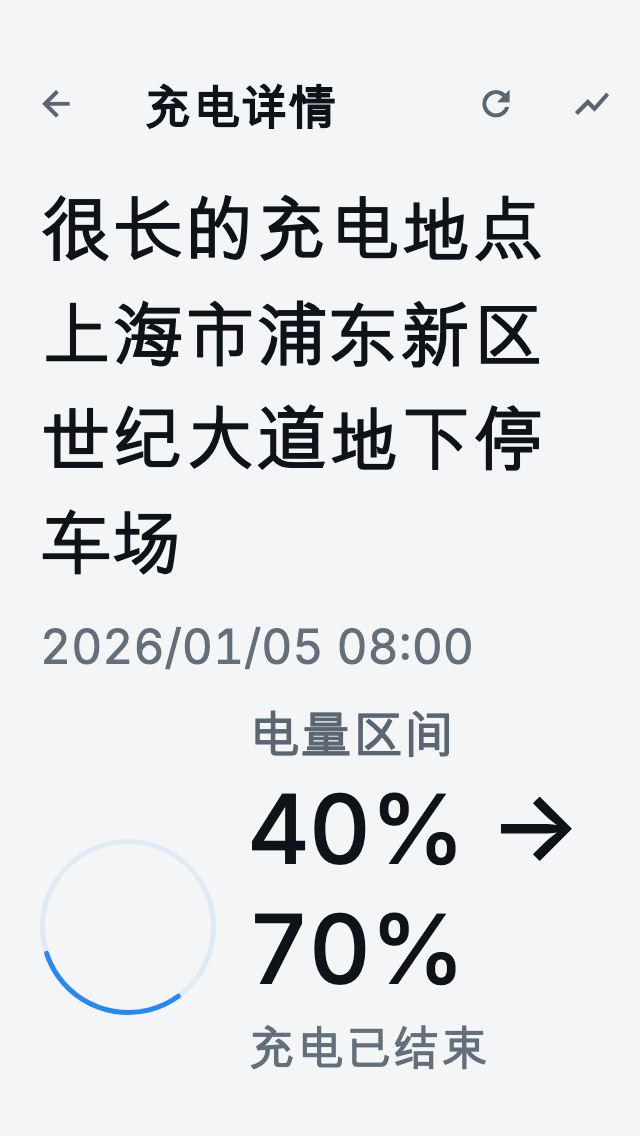 充电详情
很长的充电地点
上海市浦东新区
世纪大道地下停
车场
2026/01/05 08:00
电量区间
40% →
70%
充电已结束